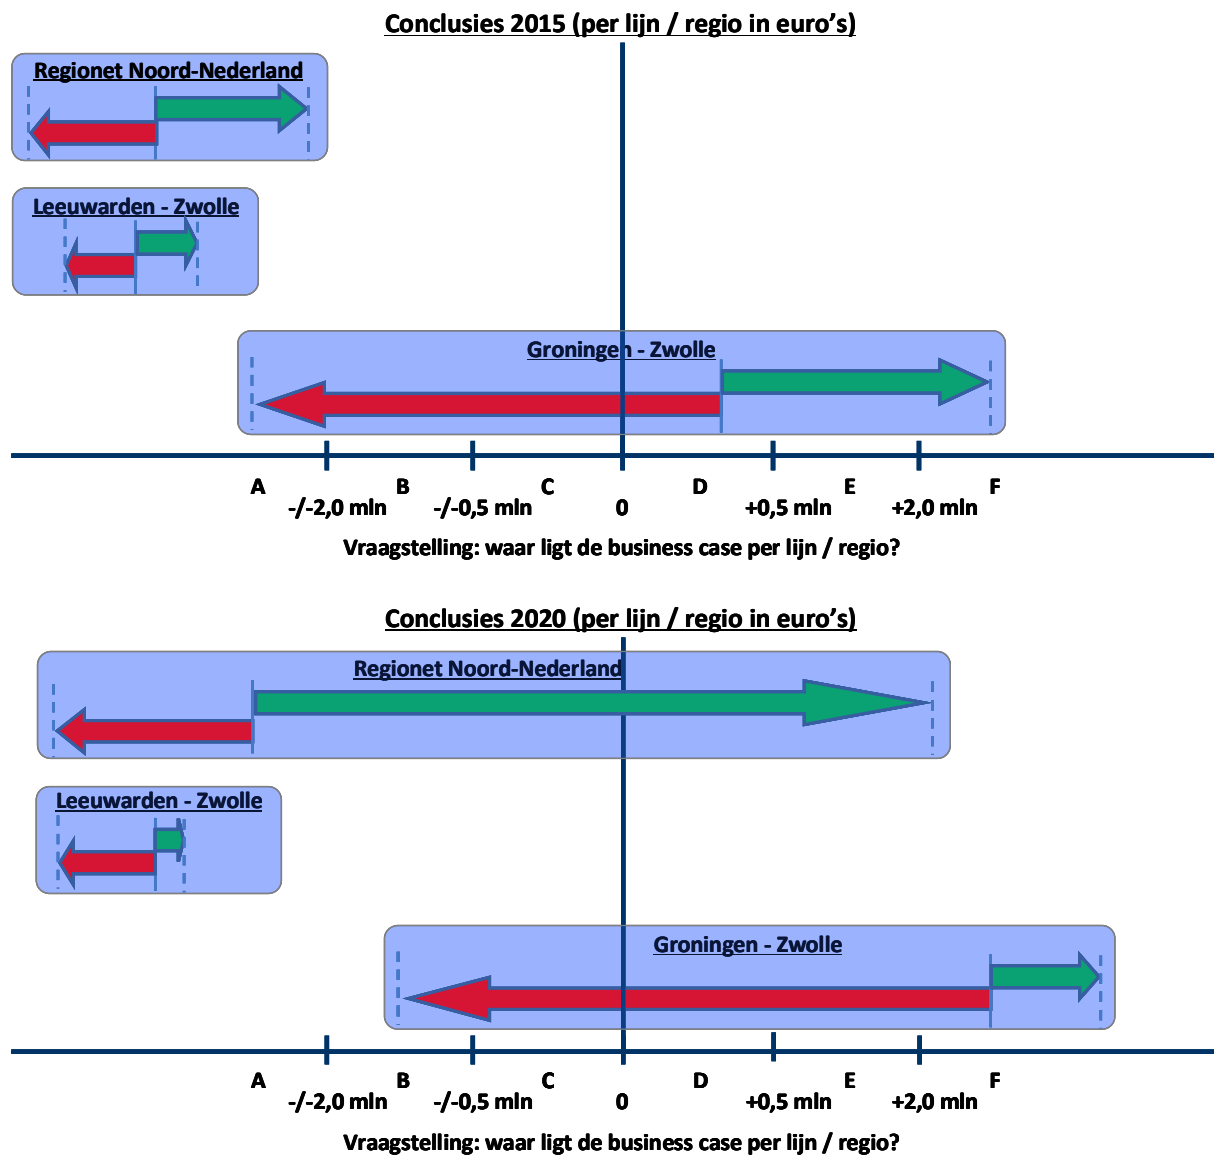 Conclusies 2015 (per lijn / regio in euro’s)
Regionet Noord-Nederland
Leeuwarden - Zwolle
Groningen - Zwolle
A B C D E F
-/-2,0 mln -/-0,5 mln 0 +0,5 mln +2,0 mln
Vraagstelling: waar ligt de business case per lijn / regio?
Conclusies 2020 (per lijn / regio in euro’s)
Regionet Noord-Nederland
Leeuwarden - Zwolle
Groningen - Zwolle
A B C D E F
-/-2,0 mln -/-0,5 mln 0 +0,5 mln +2,0 mln
Vraagstelling: waar ligt de business case per lijn / regio?